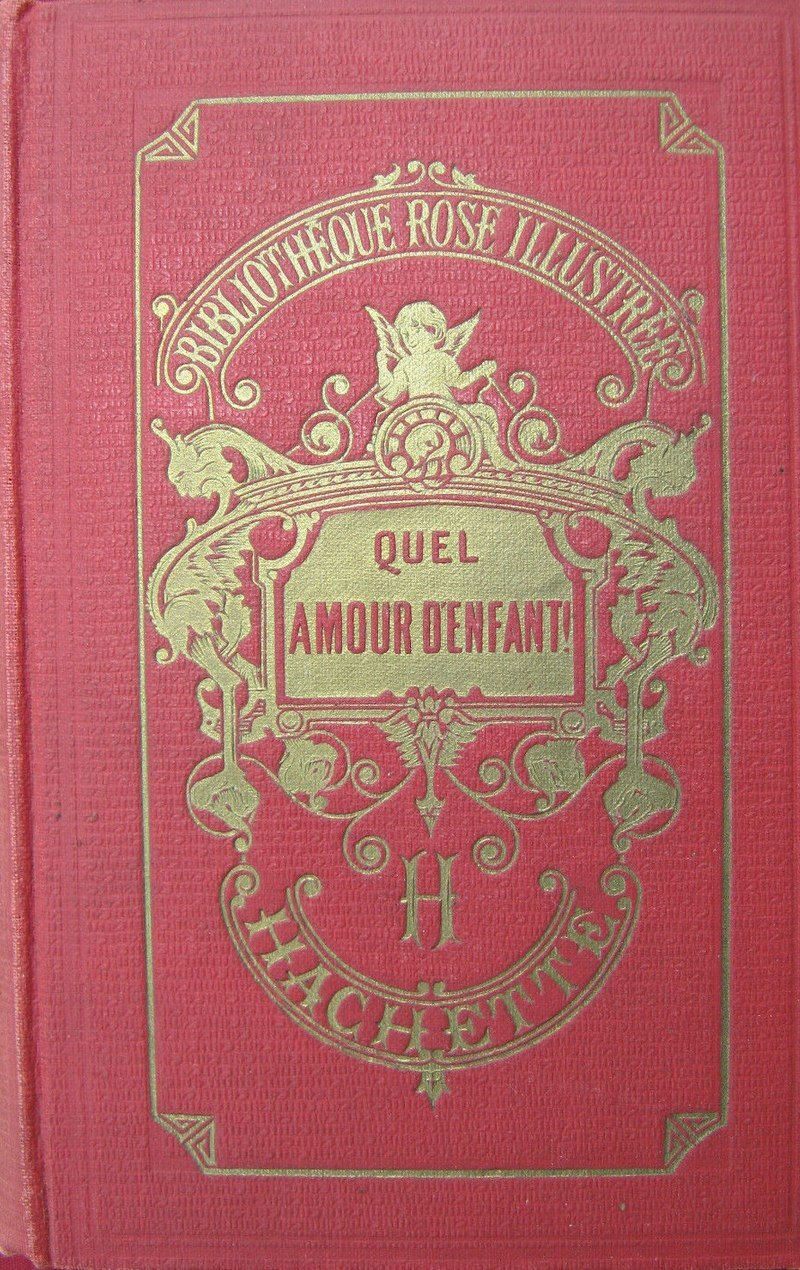 BIBLIOTHÈQUE ROSE ILLUSTRÉE
QUEL
AMOUR D'ENFANT!
H
HACHETTE